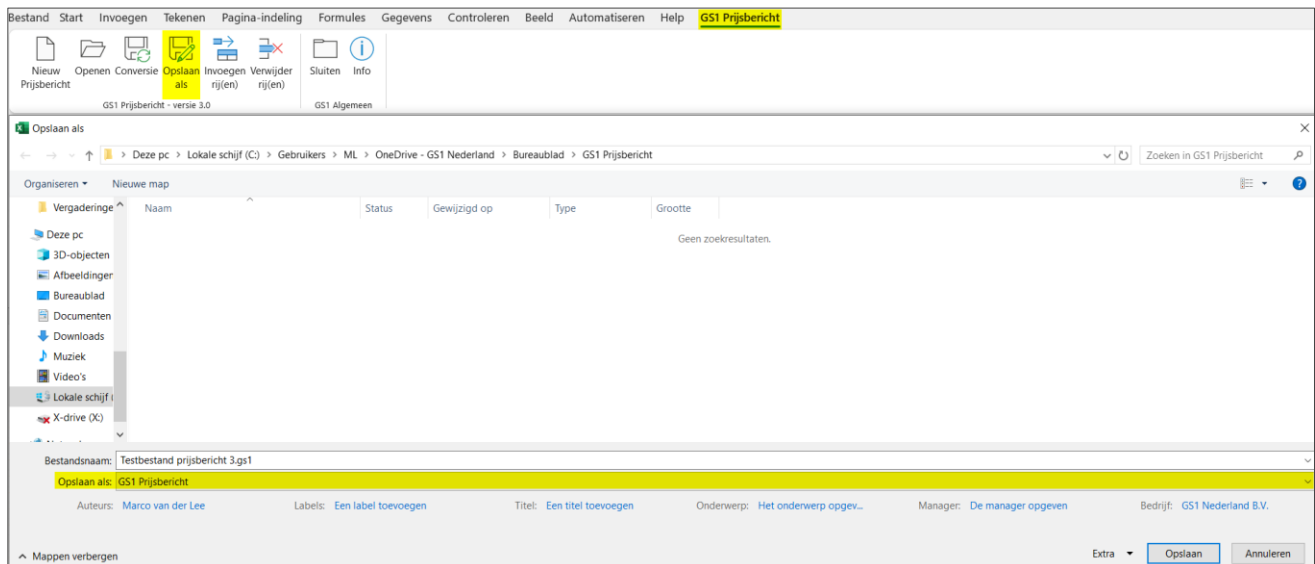 Bestand Start Invoegen Tekenen Pagina-indeling Formules Gegevens Controleren Beeld Automatiseren Help GS1 Prijsbericht
Nieuw Openen Conversie Opslaan Invoegen Verwijder Sluiten Info
Prijsbericht als rij(en) rij(en)
GS1 Prijsbericht - versie 3.0 GS1 Algemeen
Opslaan als
> Deze pc > Lokale schijf (C:) > Gebruikers > ML > OneDrive - GS1 Nederland > Bureaublad > GS1 Prijsbericht Zoeken in GS1 Prijsbericht
Organiseren Nieuwe map
Vergaderinge Naam Status Gewijzigd op Type Grootte
Geen zoekresultaten.
Deze pc
3D-objecten
Afbeeldingen
Bureaublad
Documenten
Downloads
Muziek
Video's
Lokale schijf (
X-drive (X:)
Bestandsnaam: Testbestand prijsbericht 3.gs1
Opslaan als: GS1 Prijsbericht
Auteurs: Marco van der Lee Labels: Een label toevoegen Titel: Een titel toevoegen Onderwerp: Het onderwerp opgev... Manager: De manager opgeven Bedrijf: GS1 Nederland B.V.
Mappen verbergen Extra Opslaan Annuleren